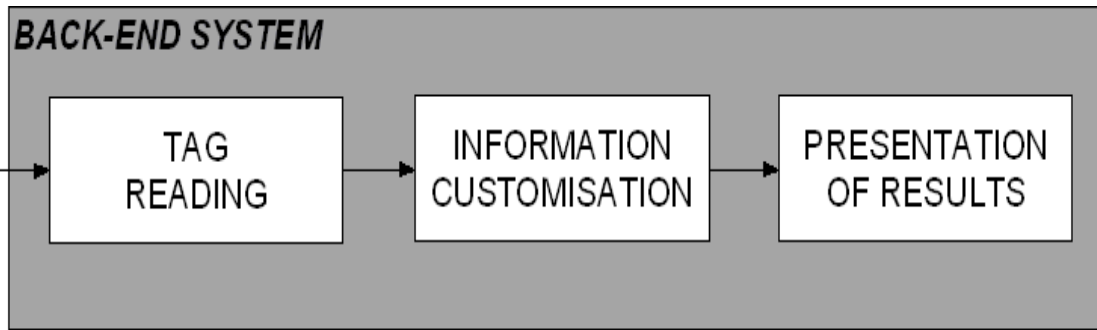 BACK-END SYSTEM
TAG
READING
INFORMATION
CUSTOMISATION
PRESENTATION
OF RESULTS